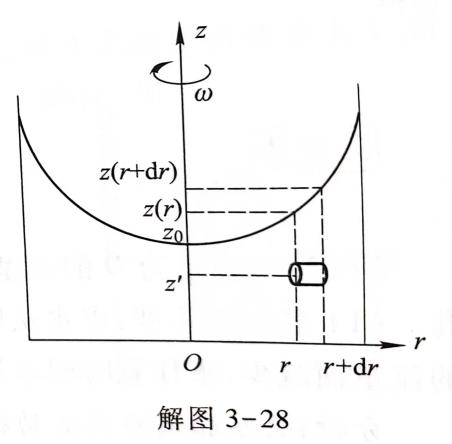 z
ω
z(r+dr)
z(r)
z₀
z′
O
r
r+dr
r
解图 3-28